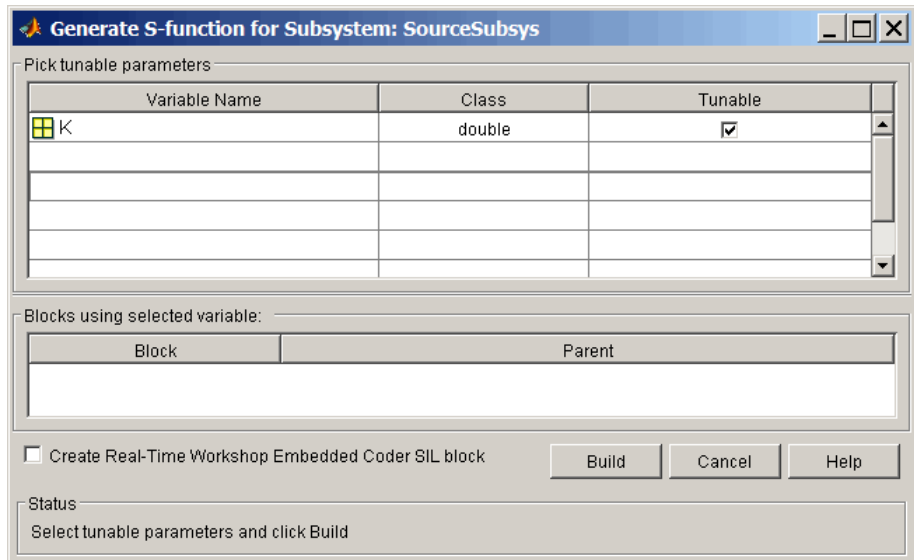 Generate S-function for Subsystem: SourceSubsys
Pick tunable parameters
Variable Name Class Tunable
K double
Blocks using selected variable:
Block Parent
Create Real-Time Workshop Embedded Coder SIL block Build Cancel Help
Status
Select tunable parameters and click Build